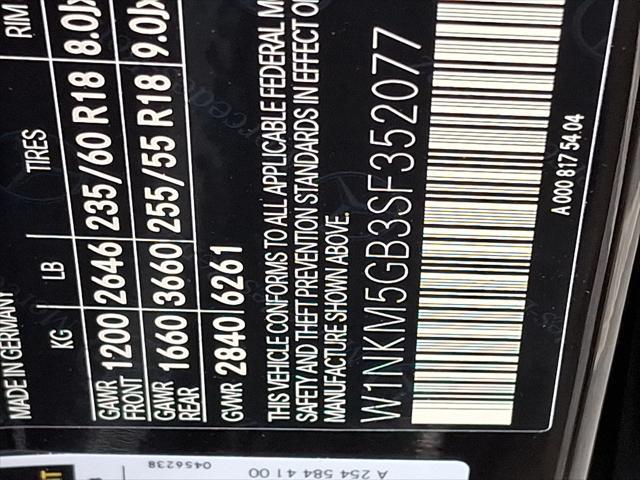 MADE IN GERMANY
KG LB TIRES RIM
GAWR FRONT 1200 2646 235/60 R18 8.0J
GAWR REAR 1660 3660 255/55 R18 9.0J
GVWR 2840 6261
THIS VEHICLE CONFORMS TO ALL APPLICABLE FEDERAL M
SAFETY AND THEFT PREVENTION STANDARDS IN EFFECT O
MANUFACTURE SHOWN ABOVE.
W1NKM5GB3SF352077
A 000 817 54 04
0456238
A 254 584 41 00